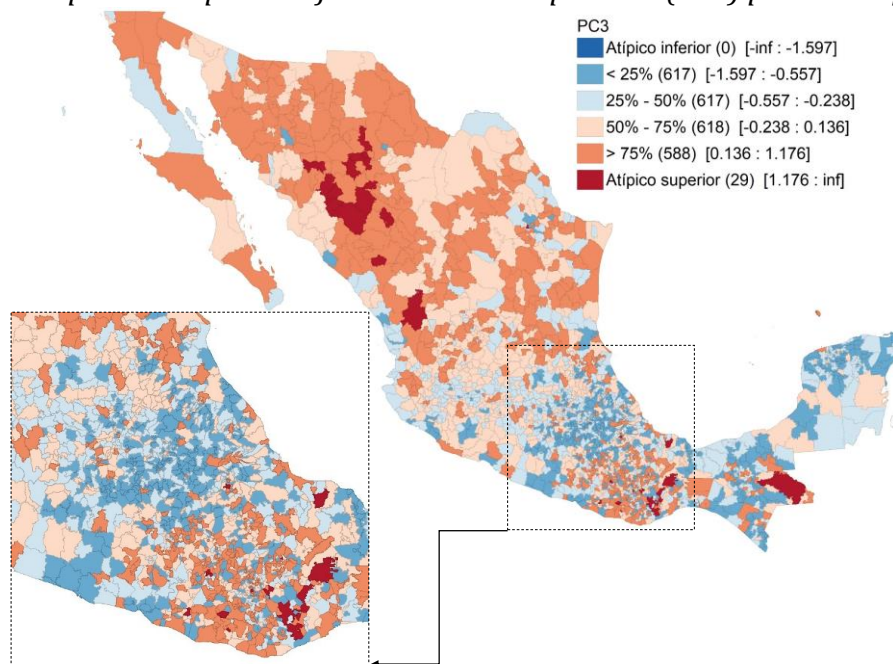 PC3
Atípico inferior (0) [-inf : -1.597]
< 25% (617) [-1.597 : -0.557]
25% - 50% (617) [-0.557 : -0.238]
50% - 75% (618) [-0.238 : 0.136]
> 75% (588) [0.136 : 1.176]
Atípico superior (29) [1.176 : inf]